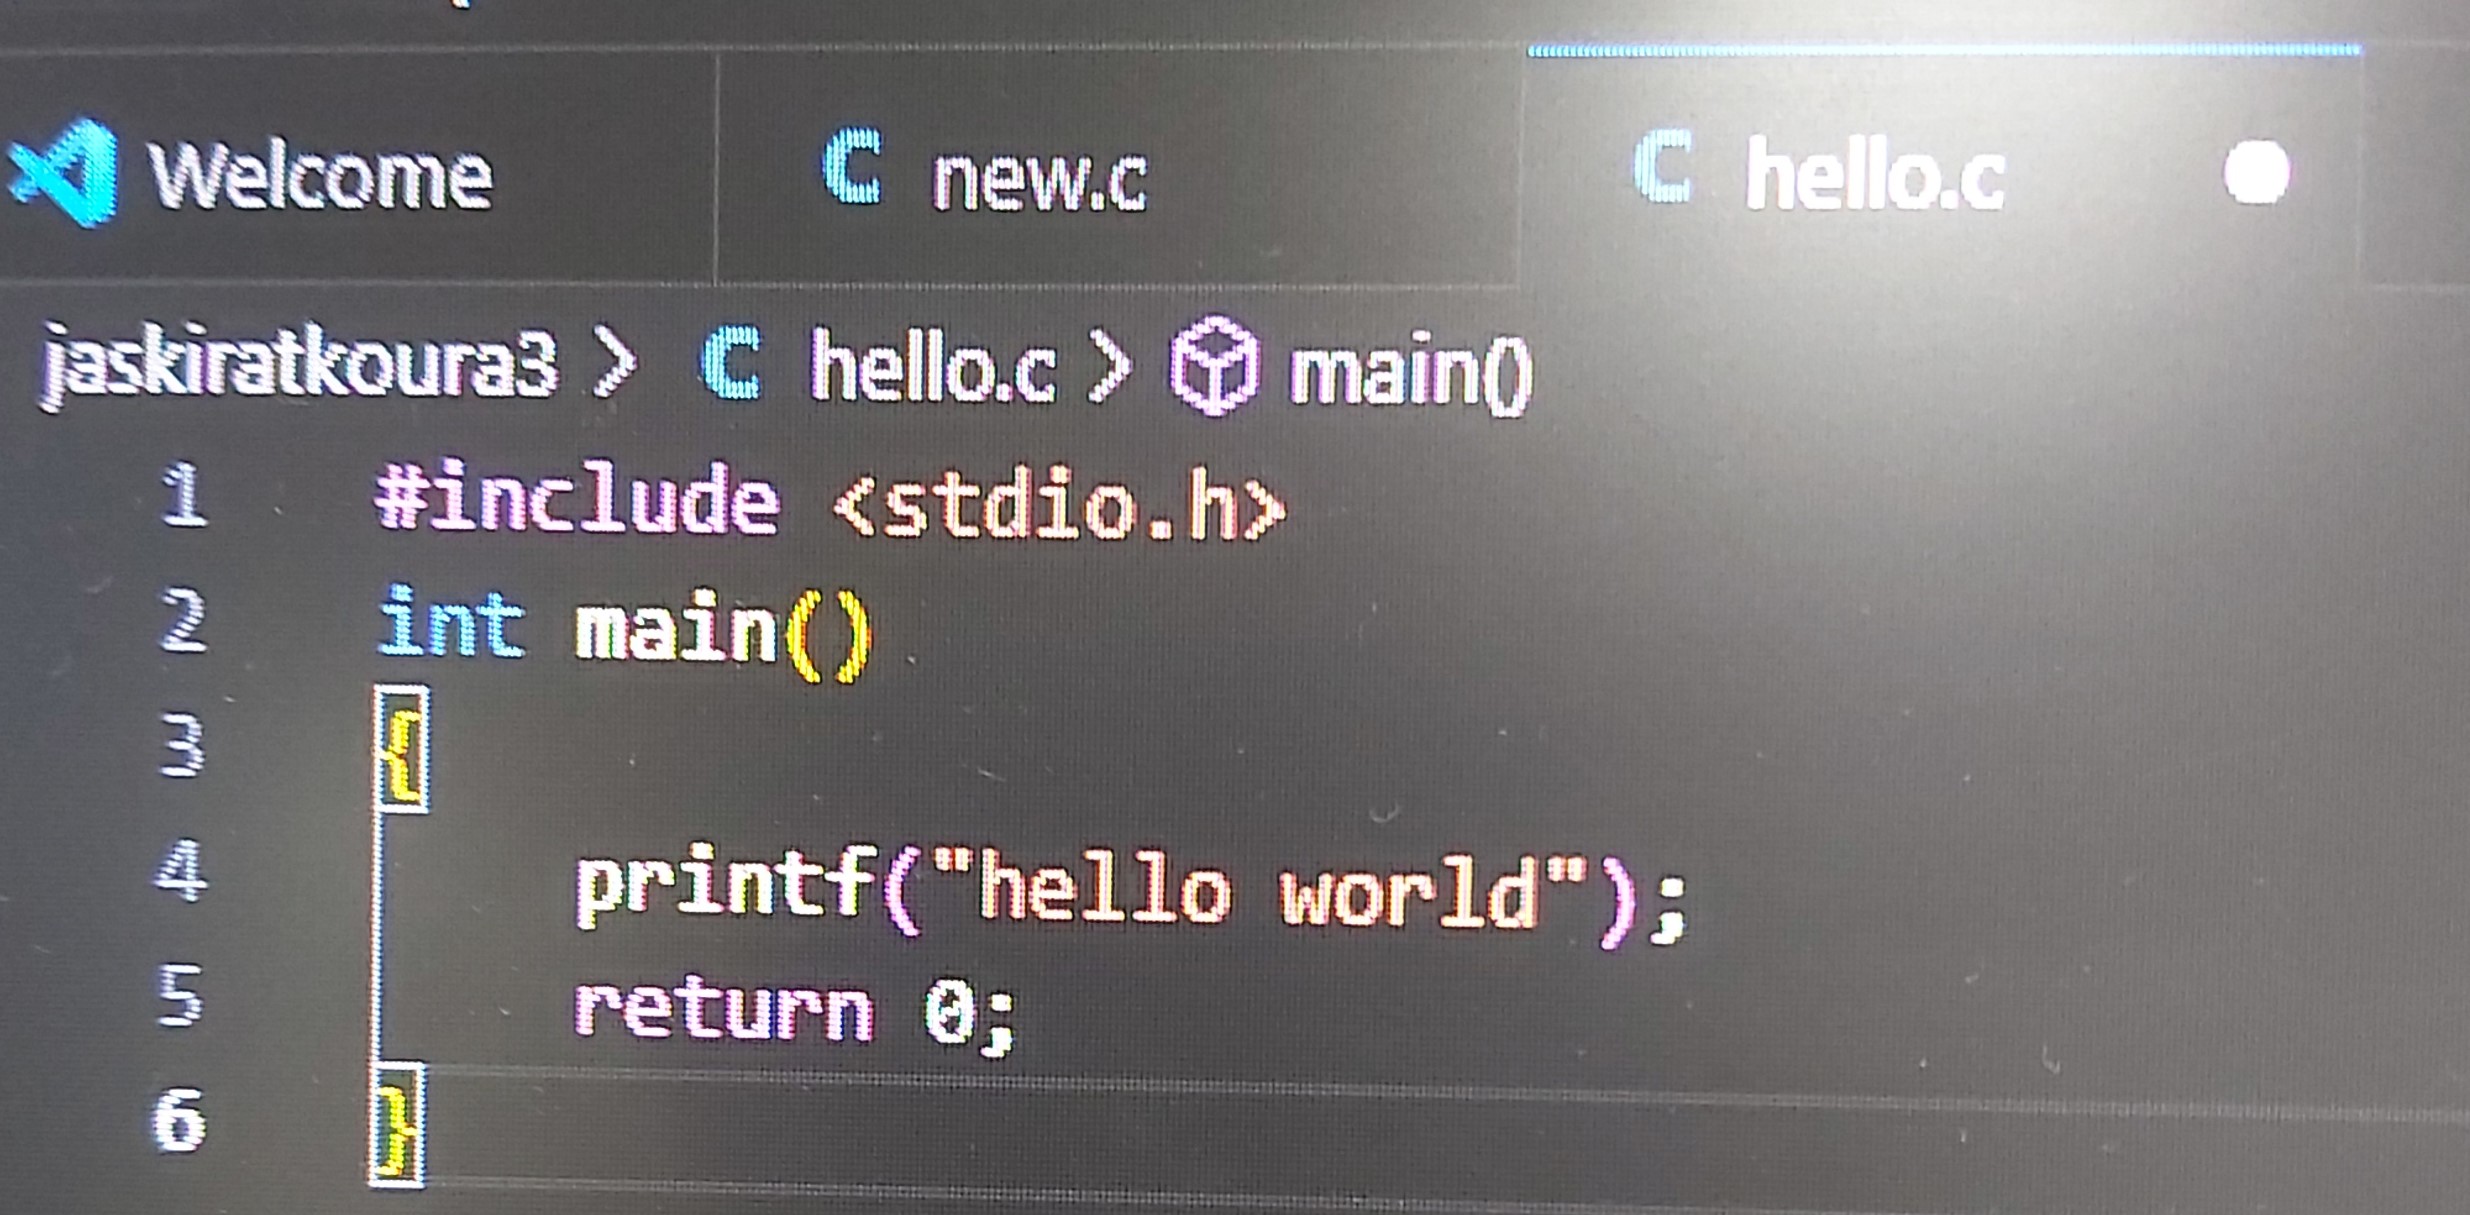 Welcome new.c hello.c
jaskiratkoura3 > hello.c > main()
1 #include <stdio.h>
2 int main()
3 {
4 printf("hello world");
5 return 0;
6 }